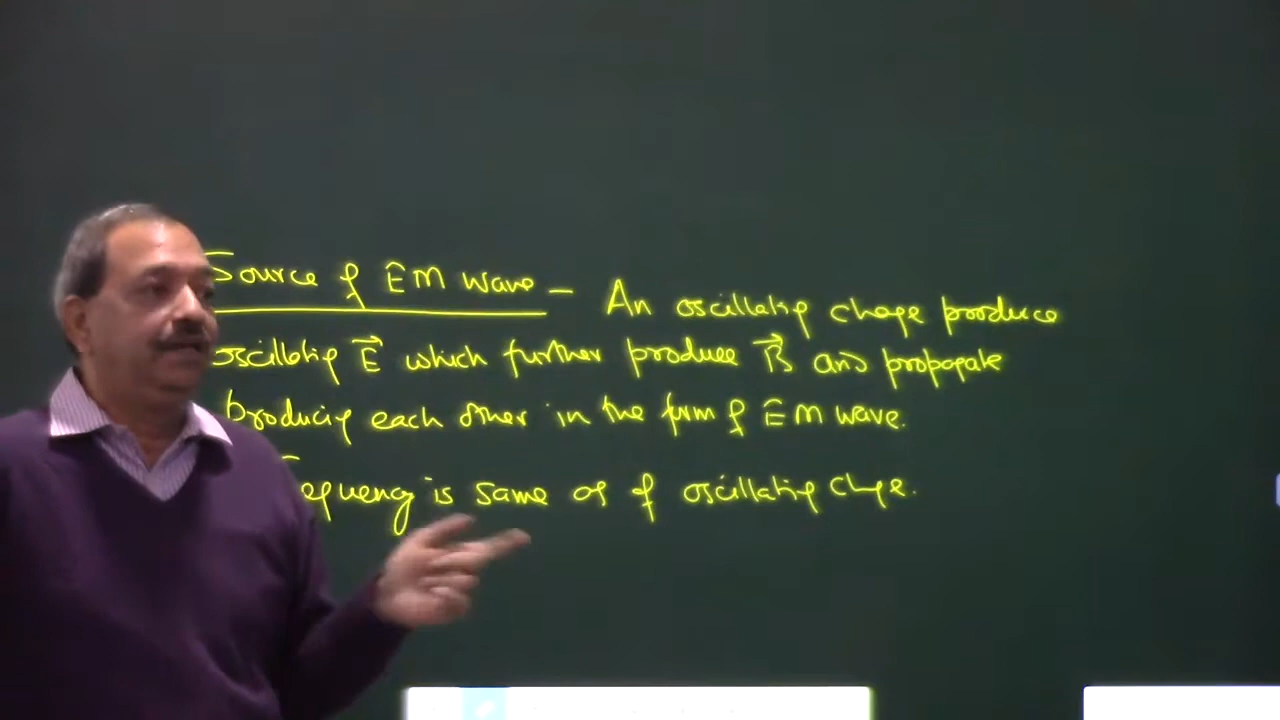 Source of EM wave – An oscillating charge produce
oscillating E⃗ which further produce B⃗ and propagate
producing each other in the form of EM wave.
Frequency is same as of oscillating charge.